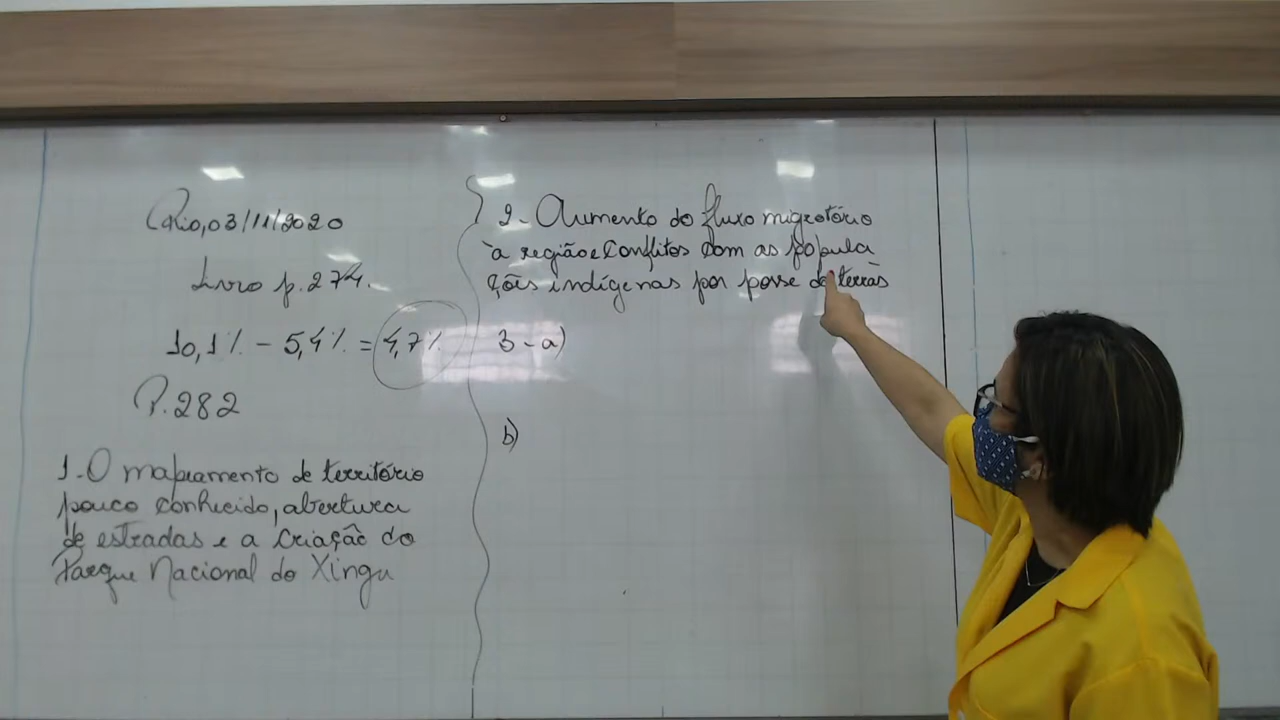 Rio, 03/11/2020
Livro p. 274.
10,1% - 5,4% = 4,7%
P. 282
1 - O mapeamento de território
pouco conhecido, abertura
de estradas e a criação do
Parque Nacional do Xingu
2 - Aumento do fluxo migratório
à região e conflitos com as popula
ções indígenas por posse de terras
3 - a)
b)